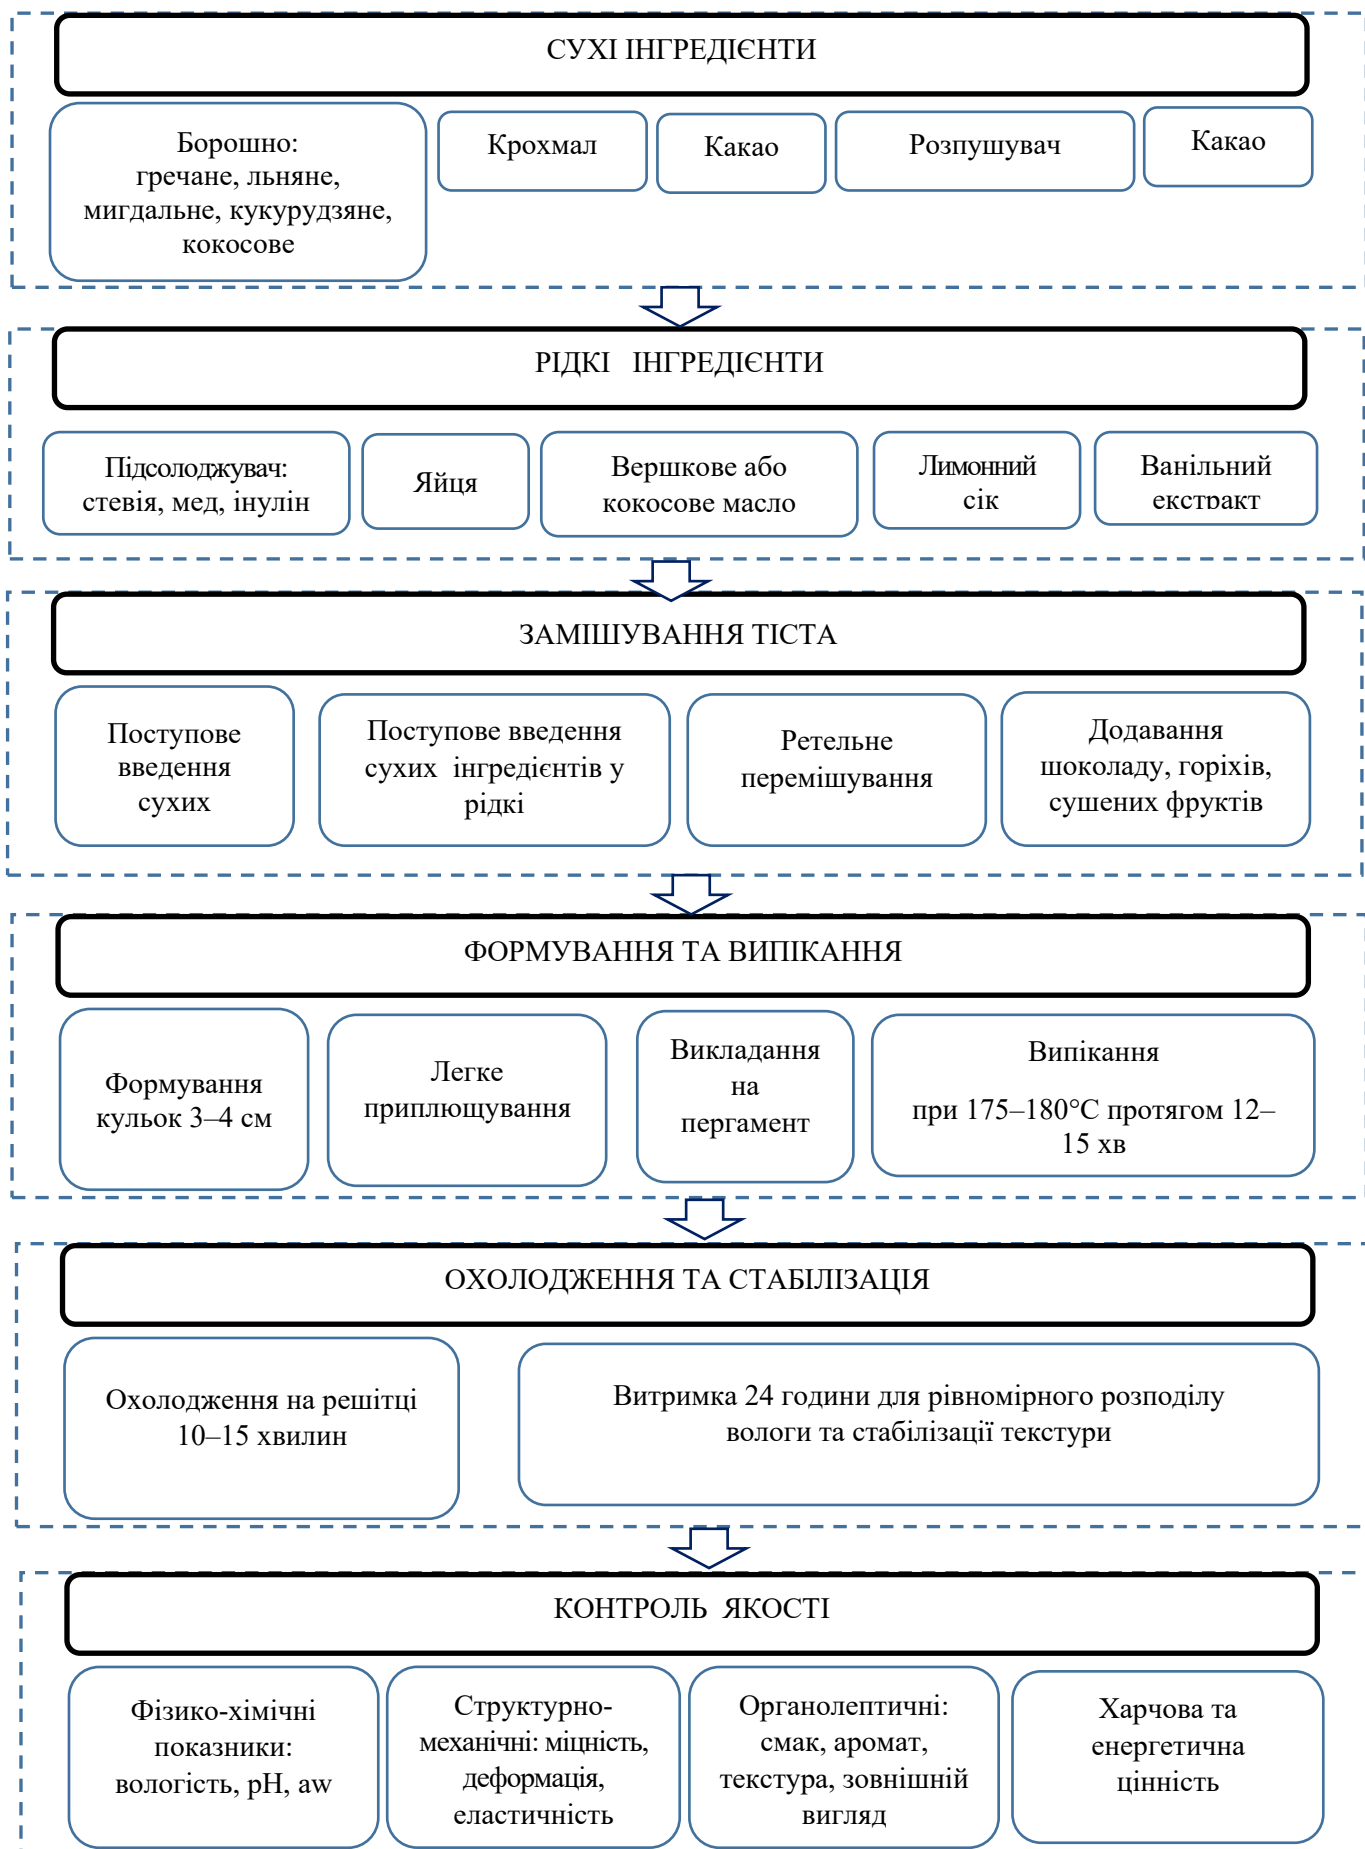 СУХІ ІНГРЕДІЄНТИ
Борошно:
гречане, льняне,
мигдальне, кукурудзяне,
кокосове
Крохмал
Какао
Розпушувач
Какао
РІДКІ ІНГРЕДІЄНТИ
Підсолоджувач:
стевія, мед, інулін
Яйця
Вершкове або
кокосове масло
Лимонний
сік
Ванільний
екстракт
ЗАМІШУВАННЯ ТІСТА
Поступове
введення
сухих
Поступове введення
сухих інгредієнтів у
рідкі
Ретельне
перемішування
Додавання
шоколаду, горіхів,
сушених фруктів
ФОРМУВАННЯ ТА ВИПІКАННЯ
Формування
кульок 3–4 см
Легке
приплющування
Викладання
на
пергамент
Випікання
при 175–180°С протягом 12–
15 хв
ОХОЛОДЖЕННЯ ТА СТАБІЛІЗАЦІЯ
Охолодження на решітці
10–15 хвилин
Витримка 24 години для рівномірного розподілу
вологи та стабілізації текстури
КОНТРОЛЬ ЯКОСТІ
Фізико-хімічні
показники:
вологість, pH, aw
Структурно-
механічні: міцність,
деформація,
еластичність
Органолептичні:
смак, аромат,
текстура, зовнішній
вигляд
Харчова та
енергетична
цінність